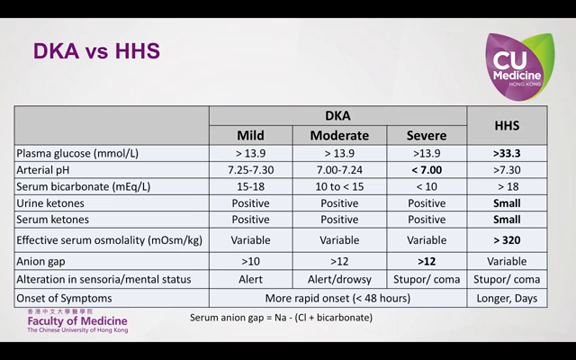 DKA vs HHS
CU
Medicine
HONG KONG
DKA
HHS
Mild Moderate Severe
Plasma glucose (mmol/L) > 13.9 > 13.9 >13.9 >33.3
Arterial pH 7.25-7.30 7.00-7.24 < 7.00 >7.30
Serum bicarbonate (mEq/L) 15-18 10 to < 15 < 10 > 18
Urine ketones Positive Positive Positive Small
Serum ketones Positive Positive Positive Small
Effective serum osmolality (mOsm/kg) Variable Variable Variable > 320
Anion gap >10 >12 >12 Variable
Alteration in sensoria/mental status Alert Alert/drowsy Stupor/ coma Stupor/ coma
Onset of Symptoms More rapid onset (< 48 hours) Longer, Days
香港中文大學醫學院
Faculty of Medicine
The Chinese University of Hong Kong
Serum anion gap = Na - (Cl + bicarbonate)